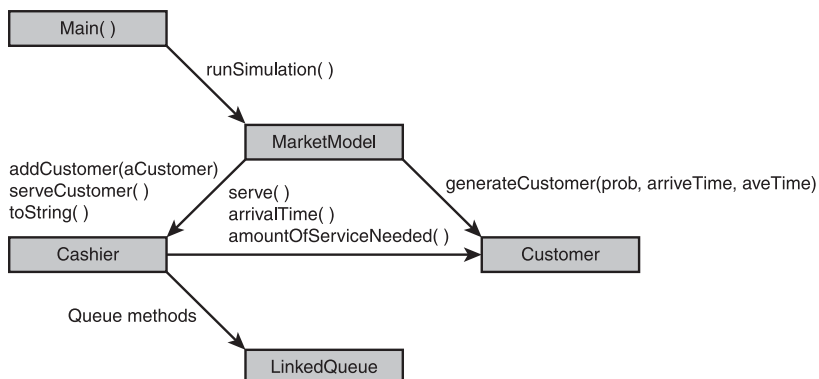 Main( )
runSimulation( )
MarketModel
addCustomer(aCustomer)
serveCustomer( )
toString( )
serve( )
arrivalTime( )
amountOfServiceNeeded( )
generateCustomer(prob, arriveTime, aveTime)
Cashier
Customer
Queue methods
LinkedQueue